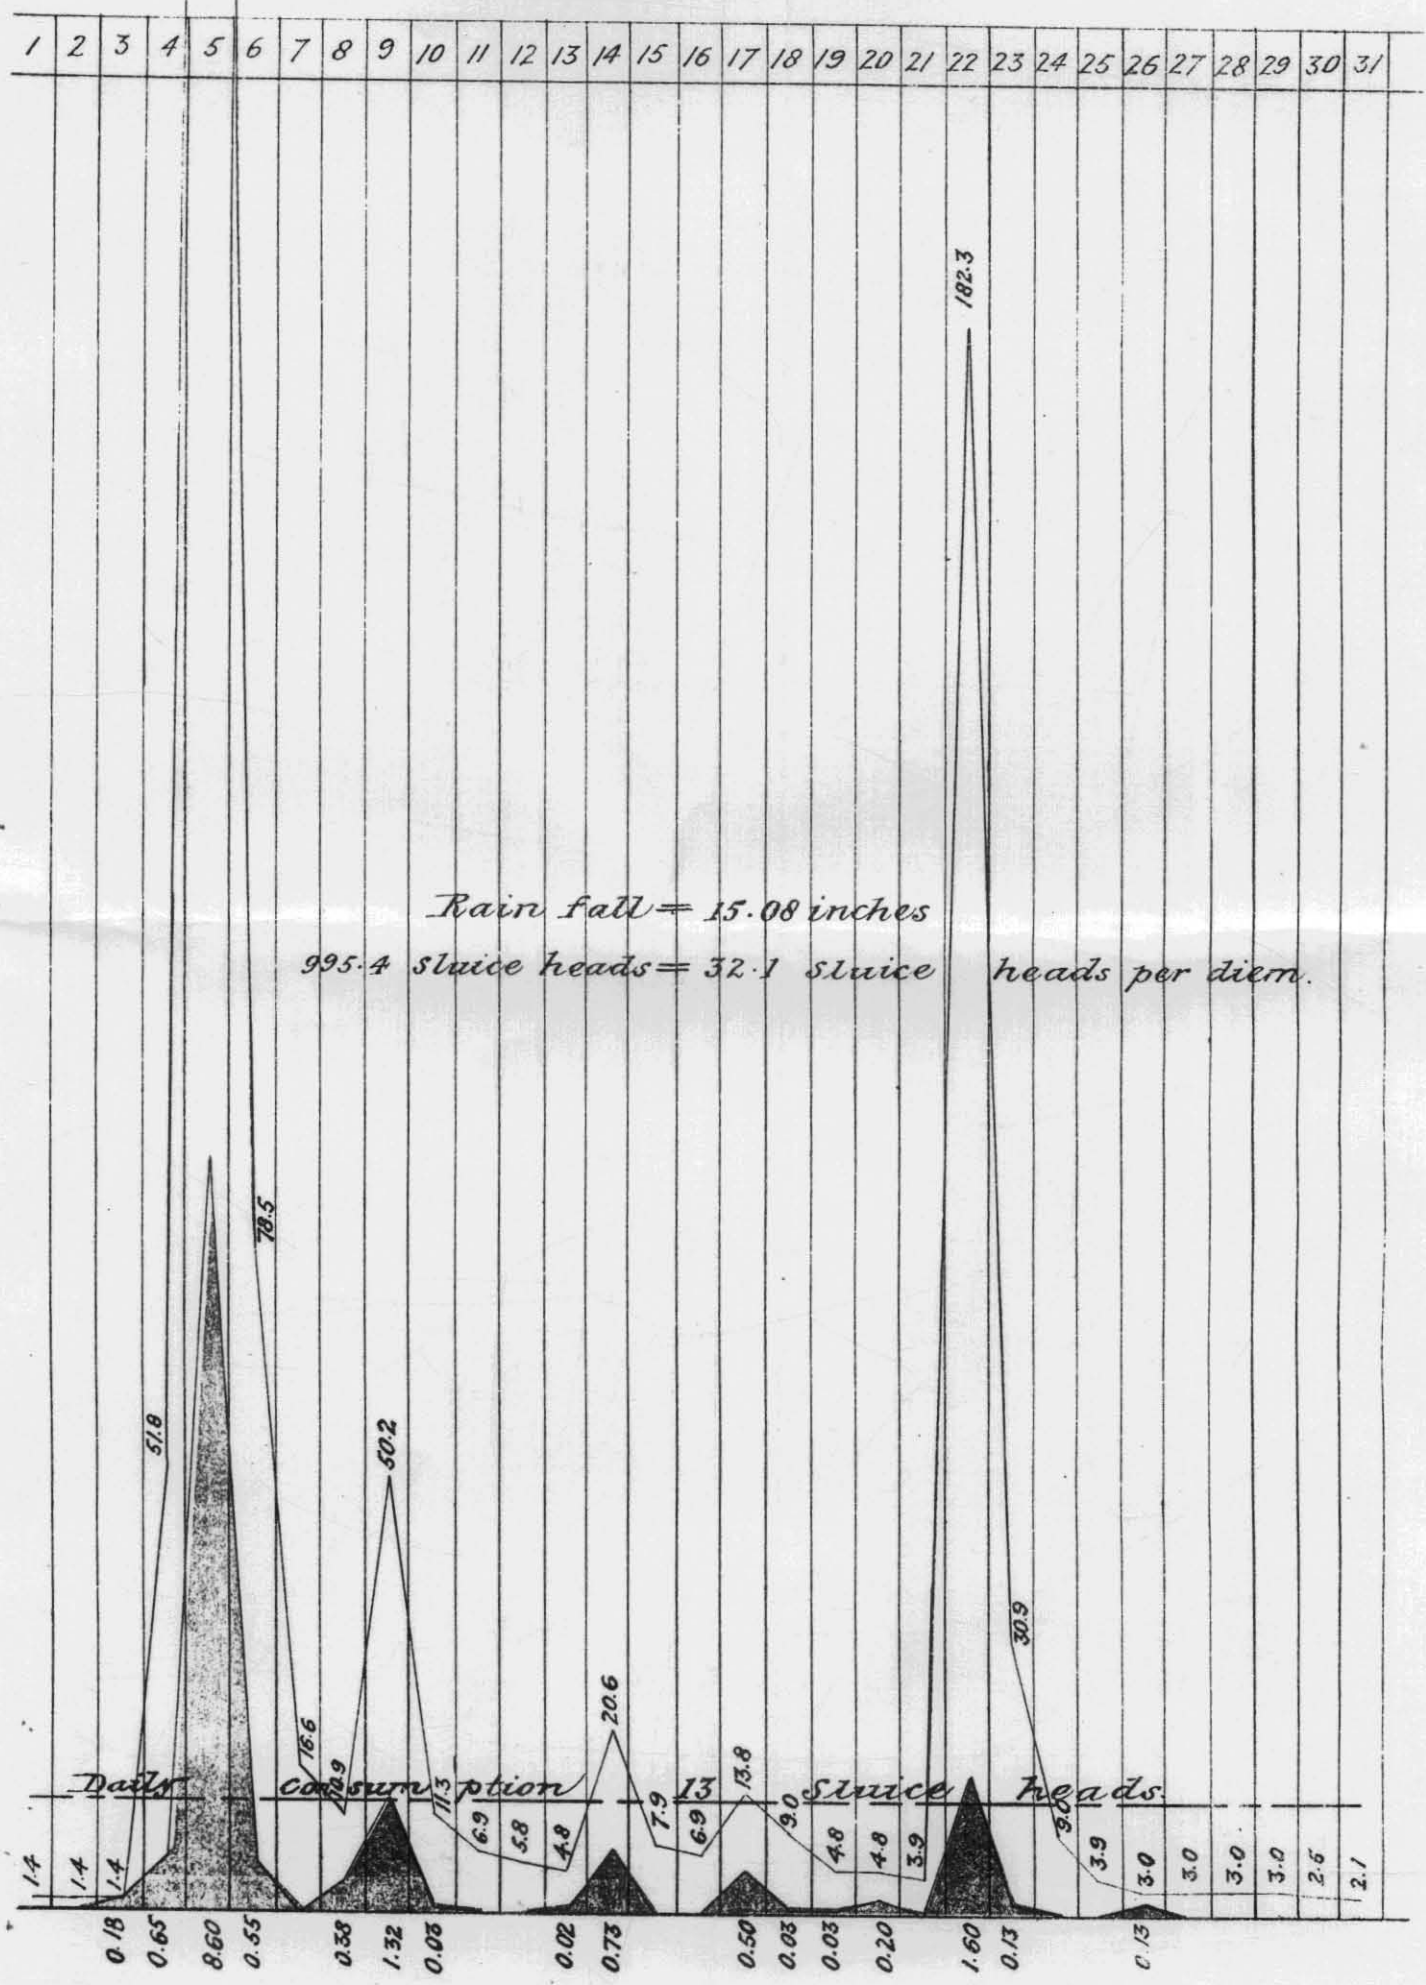 1 2 3 4 5 6 7 8 9 10 11 12 13 14 15 16 17 18 19 20 21 22 23 24 25 26 27 28 29 30 31
182.3
Rain fall = 15.08 inches
995.4 Sluice heads = 32.1 Sluice heads per diem.
78.5
51.8
50.2
30.9
20.6
16.6
13.8
Daily consumption 13 Sluice heads.
1.4 1.4 1.4 10.9 11.3 6.9 5.8 4.8 7.9 6.9 9.0 4.8 4.8 3.9 9.0 3.9 3.0 3.0 3.0 3.0 2.6 2.1
0.18 0.65 8.60 0.55 0.38 1.32 0.03 0.02 0.73 0.50 0.03 0.03 0.20 1.60 0.13 0.13